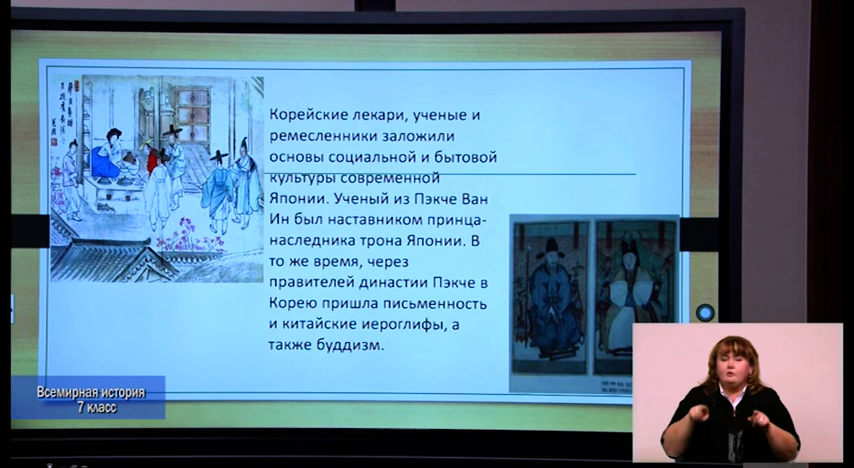 Корейские лекари, ученые и
ремесленники заложили
основы социальной и бытовой
культуры современной
Японии. Ученый из Пэкче Ван
Ин был наставником принца-
наследника трона Японии. В
то же время, через
правителей династии Пэкче в
Корею пришла письменность
и китайские иероглифы, а
также буддизм.
Всемирная история
7 класс